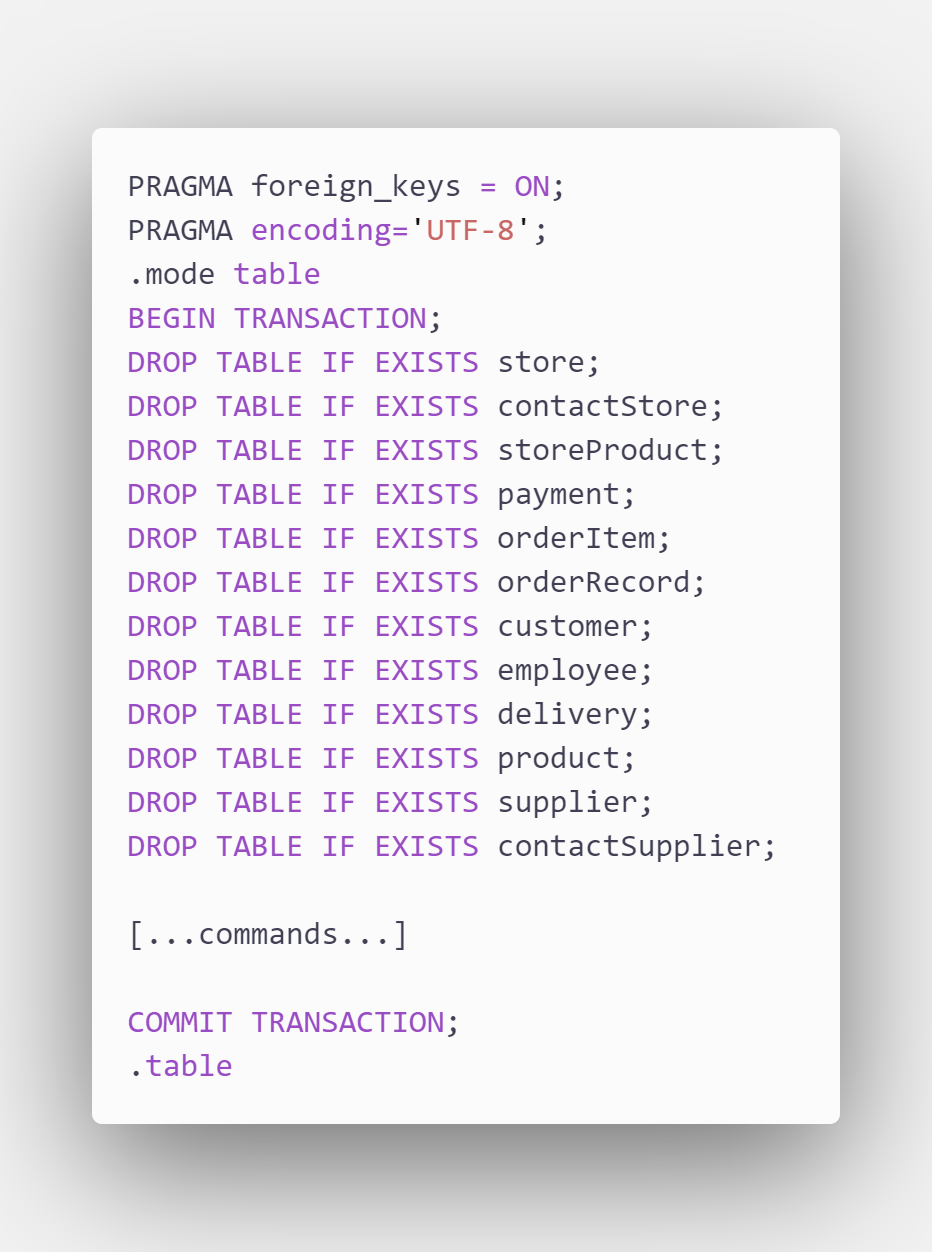 PRAGMA foreign_keys = ON;
PRAGMA encoding='UTF-8';
.mode table
BEGIN TRANSACTION;
DROP TABLE IF EXISTS store;
DROP TABLE IF EXISTS contactStore;
DROP TABLE IF EXISTS storeProduct;
DROP TABLE IF EXISTS payment;
DROP TABLE IF EXISTS orderItem;
DROP TABLE IF EXISTS orderRecord;
DROP TABLE IF EXISTS customer;
DROP TABLE IF EXISTS employee;
DROP TABLE IF EXISTS delivery;
DROP TABLE IF EXISTS product;
DROP TABLE IF EXISTS supplier;
DROP TABLE IF EXISTS contactSupplier;
[...commands...]
COMMIT TRANSACTION;
.table